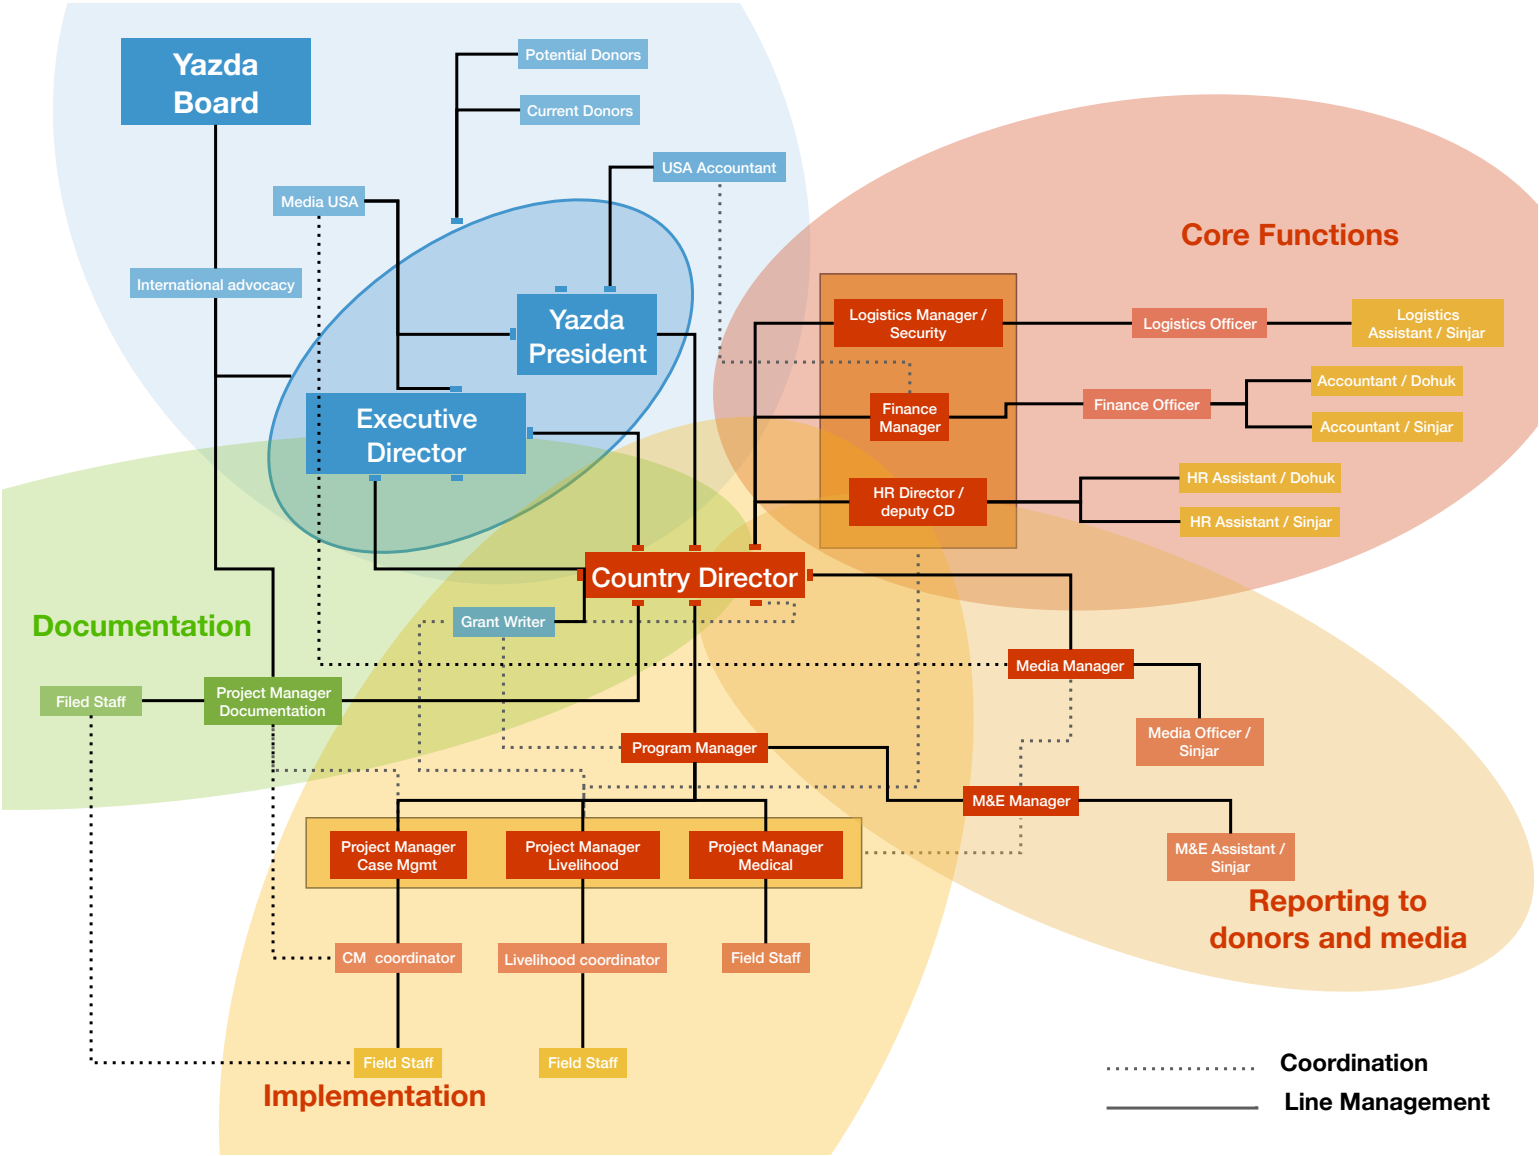 Yazda
Board
Potential Donors
Current Donors
USA Accountant
Media USA
International advocacy
Yazda
President
Executive
Director
Core Functions
Logistics Manager /
Security
Logistics Officer
Logistics
Assistant / Sinjar
Finance
Manager
Finance Officer
Accountant / Dohuk
Accountant / Sinjar
HR Director /
deputy CD
HR Assistant / Dohuk
HR Assistant / Sinjar
Country Director
Documentation
Grant Writer
Filed Staff
Project Manager
Documentation
Media Manager
Media Officer /
Sinjar
Program Manager
M&E Manager
M&E Assistant /
Sinjar
Project Manager
Case Mgmt
Project Manager
Livelihood
Project Manager
Medical
Reporting to
donors and media
CM coordinator
Livelihood coordinator
Field Staff
Field Staff
Field Staff
Implementation
Coordination
Line Management